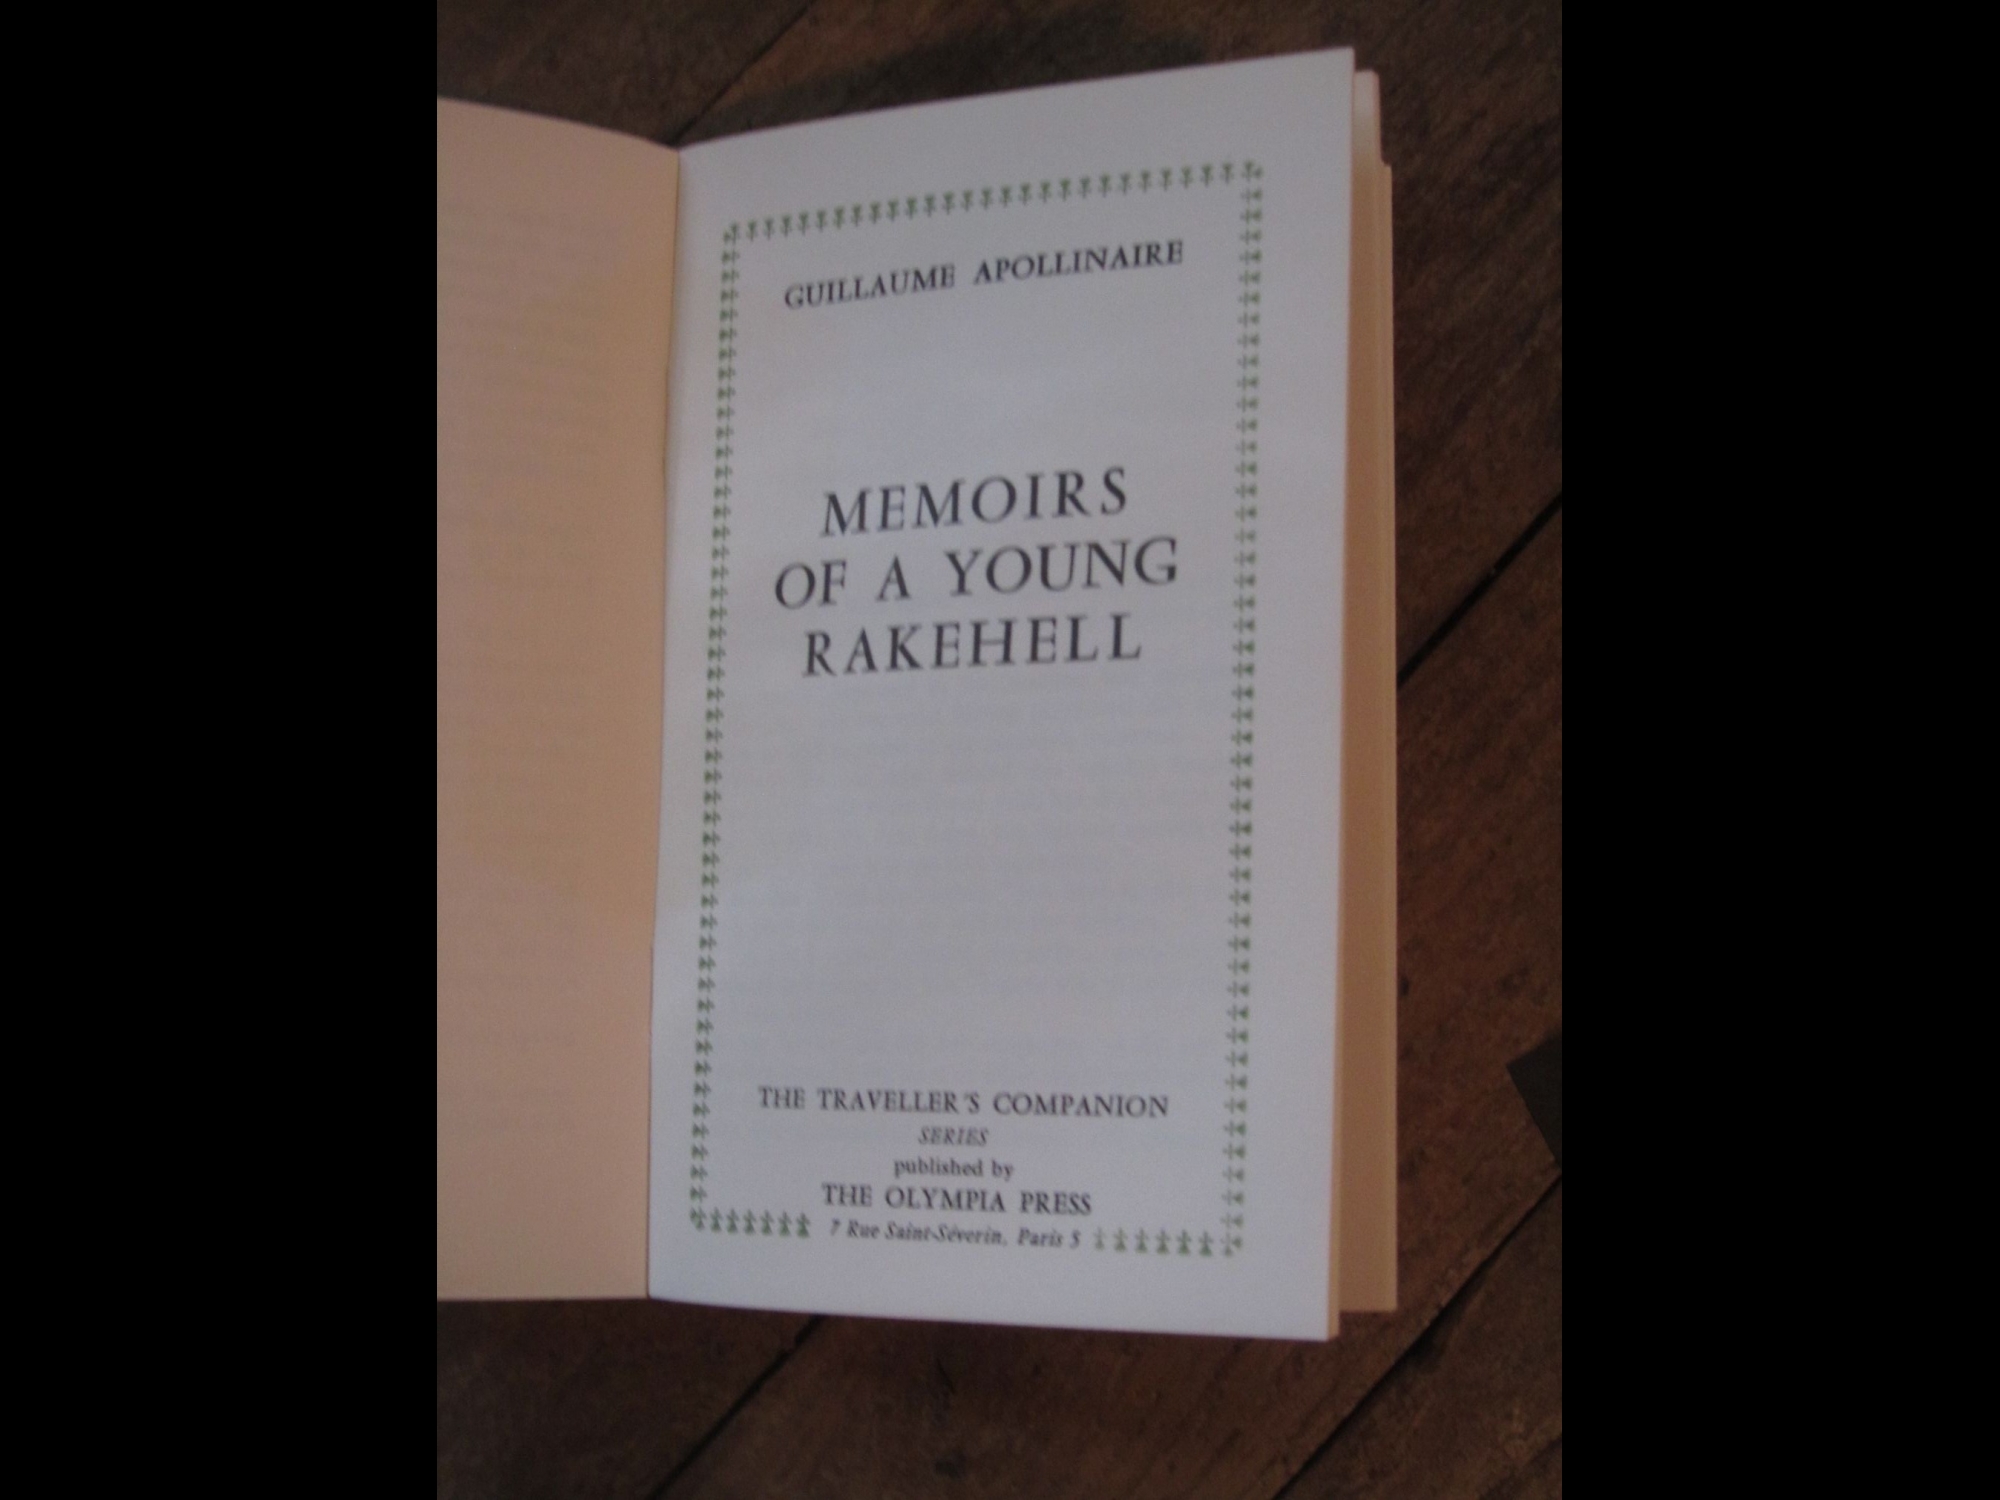 GUILLAUME APOLLINAIRE
MEMOIRS
OF A YOUNG
RAKEHELL
THE TRAVELLER'S COMPANION
SERIES
published by
THE OLYMPIA PRESS
7 Rue Saint-Séverin, Paris 5